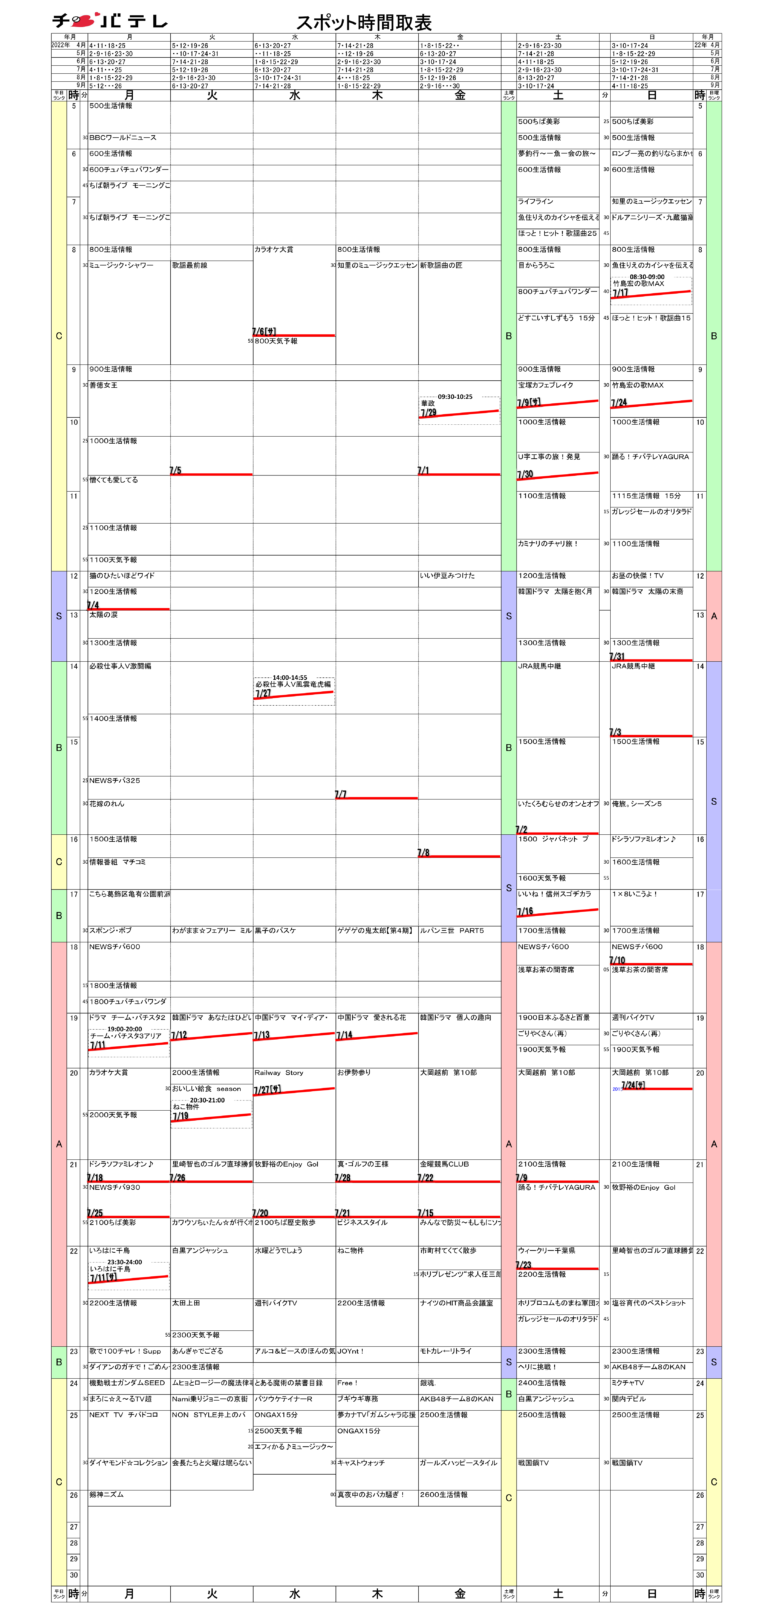 チバテレ
スポット時間取表
年月 月 火 水 木 金 土 日 年月
2022年 4月 4・11・18・25 5・12・19・26 6・13・20・27 7・14・21・28 1・8・15・22・・ 2・9・16・23・30 3・10・17・24 22年 4月
5月 2・9・16・23・30 ・・10・17・24・31 ・・11・18・25 ・・12・19・26 6・13・20・27 7・14・21・28 1・8・15・22・29 5月
6月 6・13・20・27 7・14・21・28 1・8・15・22・29 2・9・16・23・30 3・10・17・24 4・11・18・25 5・12・19・26 6月
7月 4・11・・・25 5・12・19・26 6・13・20・27 7・14・21・28 1・8・15・22・29 2・9・16・23・30 3・10・17・24・31 7月
8月 1・8・15・22・29 2・9・16・23・30 3・10・17・24・31 4・・・18・25 5・12・19・26 6・13・20・27 7・14・21・28 8月
9月 5・12・・・26 6・13・20・27 7・14・21・28 1・8・15・22・29 2・9・16・・・30 3・10・17・24 4・11・18・25 9月
平日ランク 時 分 月 火 水 木 金 土曜ランク 土 分 日 時 日曜ランク
5 500生活情報 5
500ちば美彩 25 500ちば美彩
30 BBCワールドニュース 500生活情報 30 500生活情報
6 600生活情報 夢釣行～一魚一会の旅～ ロンブー亮の釣りならまかせ 6
30 600チュバチュバワンダー 600生活情報 30 600生活情報
45 ちば朝ライブ モーニングこ
7 ライフライン 知里のミュージックエッセン 7
30 ちば朝ライブ モーニングこ 魚住りえのカイシャを伝える 30 ドルアニシリーズ・九蔵猫窟
ほっと！ヒット！歌謡曲25 45
8 800生活情報 カラオケ大賞 800生活情報 800生活情報 800生活情報 8
30 ミュージック・シャワー 歌謡最前線 30 知里のミュージックエッセン 新歌謡曲の匠 目からうろこ 30 魚住りえのカイシャを伝える
08:30-09:00
竹島宏の歌MAX
7/17
800チュバチュバワンダー 40
どすこいすしずもう 15分 45 ほっと！ヒット！歌謡曲15
7/6[サ]
55 800天気予報
C B B
9 900生活情報 900生活情報 900生活情報 9
30 善徳女王 宝塚カフェブレイク 30 竹島宏の歌MAX
09:30-10:25
華政
7/29 7/9[サ] 7/24
10 1000生活情報 1000生活情報 10
25 1000生活情報
U字工事の旅！発見 30 踊る！チバテレYAGURA
7/5 7/1 7/30
55 憎くても愛してる
11 1100生活情報 1115生活情報 15分 11
15 ガレッジセールのオリタラド
25 1100生活情報
カミナリのチャリ旅！ 30 1100生活情報
55 1100天気予報
12 猫のひたいほどワイド いい伊豆みつけた 1200生活情報 お昼の快傑！TV 12
30 1200生活情報 韓国ドラマ 太陽を抱く月 30 韓国ドラマ 太陽の末裔
7/4
S S A
13 太陽の涙 13
30 1300生活情報 1300生活情報 30 1300生活情報
7/31
14 必殺仕事人V激闘編 JRA競馬中継 JRA競馬中継 14
14:00-14:55
必殺仕事人V風雲竜虎編
7/27
55 1400生活情報
7/3
15 1500生活情報 1500生活情報 15
B B
25 NEWSチバ325
7/7
30 花嫁のれん いたくろむらせのオンとオフ 30 俺旅。シーズン5
S
7/2
16 1500生活情報 1500 ジャパネット ブ ドシラソファミレオン♪ 16
7/8
C
30 情報番組 マチコミ 30 1600生活情報
1600天気予報 55
S
17 こちら葛飾区亀有公園前派 いいね！信州スゴヂカラ 1×8いこうよ！ 17
7/16
B
30 スポンジ・ボブ わがまま☆フェアリー ミル 黒子のバスケ ゲゲゲの鬼太郎【第4期】 ルパン三世 PART5 1700生活情報 30 1700生活情報
18 NEWSチバ600 NEWSチバ600 NEWSチバ600 18
7/10
浅草お茶の間寄席 05 浅草お茶の間寄席
15 1800生活情報
45 1800チュバチュバワンダ
19 ドラマ チーム・バチスタ2 韓国ドラマ あなたはひどい 中国ドラマ マイ・ディア・ 中国ドラマ 愛される花 韓国ドラマ 個人の趣向 1900日本ふるさと百景 週刊バイクTV 19
19:00-20:00
チーム・バチスタ3アリア
7/11 7/12 7/13 7/14
ごりやくさん（再） 30 ごりやくさん（再）
1900天気予報 55 1900天気予報
20 カラオケ大賞 2000生活情報 Railway Story お伊勢参り 大岡越前 第10部 大岡越前 第10部 大岡越前 第10部 20
30 おいしい給食 season
7/27[サ] 7/24[サ]
20:30-21:00
ねこ物件
7/19
55 2000天気予報
A A A
21 ドシラソファミレオン♪ 里崎智也のゴルフ直球勝負 牧野裕のEnjoy Gol 真・ゴルフの王様 金曜競馬CLUB 2100生活情報 2100生活情報 21
7/18 7/26 7/28 7/22 7/9
30 NEWSチバ930 踊る！チバテレYAGURA 30 牧野裕のEnjoy Gol
7/25 7/20 7/21 7/15
55 2100ちば美彩 カワウソちぃたん☆が行くポ 2100ちば歴史散歩 ビジネススタイル みんなで防災～もしもにソナ
22 いろはに千鳥 白黒アンジャッシュ 水曜どうでしょう ねこ物件 市町村てくてく散歩 ウィークリー千葉県 里崎智也のゴルフ直球勝負 22
23:30-24:00
いろはに千鳥
7/11[サ] 7/23
15 ホリプレゼンツ“求人任三郎 2200生活情報 15
30 2200生活情報 太田上田 週刊バイクTV 2200生活情報 ナイツのHIT商品会議室 ホリプロコムものまね軍団オ 30 塩谷育代のベストショット
ガレッジセールのオリタラド 45
55 2300天気予報
23 歌で100チャレ！Supp あんぎゃでござる アルコ＆ピースのほんの気 JOYnt！ モトカレ←リトライ 2300生活情報 2300生活情報 23
B S S
30 ダイアンのガチで！ごめん 2300生活情報 ヘリに挑戦！ 30 AKB48チーム8のKAN
24 機動戦士ガンダムSEED ムヒョとロージーの魔法律相 とある魔術の禁書目録 Free！ 銀魂. 2400生活情報 ミクチャTV 24
B
30 まろに☆え～るTV超 Nami乗りジョニーの京街 バツウケテイナーR ブギウギ専務 AKB48チーム8のKAN 白黒アンジャッシュ 30 関内デビル
25 NEXT TV チバドコロ NON STYLE井上のバ ONGAX15分 夢カナTV「ガムシャラ応援 2500生活情報 2500生活情報 2500生活情報 25
15 2500天気予報 ONGAX15分
20 エフィかる♪ミュージック～
30 ダイヤモンド☆コレクション 会長たちと火曜は眠らない 30 キャストウォッチ ガールズハッピースタイル 戦国鍋TV 30 戦国鍋TV
C C C
26 貎神ニズム 00 真夜中のおバカ騒ぎ！ 2600生活情報 26
27 27
28 28
29 29
30 30
平日ランク 時 分 月 火 水 木 金 土曜ランク 土 分 日 時 日曜ランク